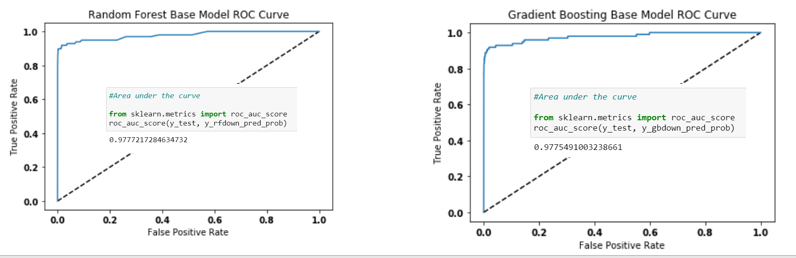 Random Forest Base Model ROC Curve
True Positive Rate
1.0
0.8
0.6
0.4
0.2
0.0
#Area under the curve
from sklearn.metrics import roc_auc_score
roc_auc_score(y_test, y_rfdown_pred_prob)
0.9777217284634732
0.0 0.2 0.4 0.6 0.8 1.0
False Positive Rate
Gradient Boosting Base Model ROC Curve
True Positive Rate
1.0
0.8
0.6
0.4
0.2
0.0
#Area under the curve
from sklearn.metrics import roc_auc_score
roc_auc_score(y_test, y_gbdown_pred_prob)
0.9775491003238661
0.0 0.2 0.4 0.6 0.8 1.0
False Positive Rate